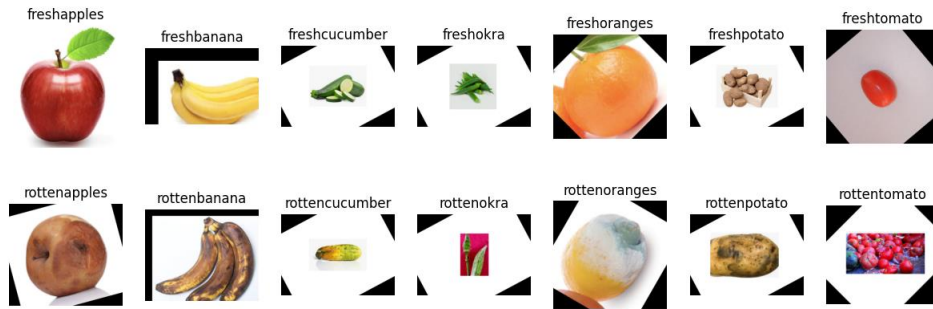 freshapples
freshbanana
freshcucumber
freshokra
freshoranges
freshpotato
freshtomato
rottenapples
rottenbanana
rottencucumber
rottenokra
rottenoranges
rottenpotato
rottentomato